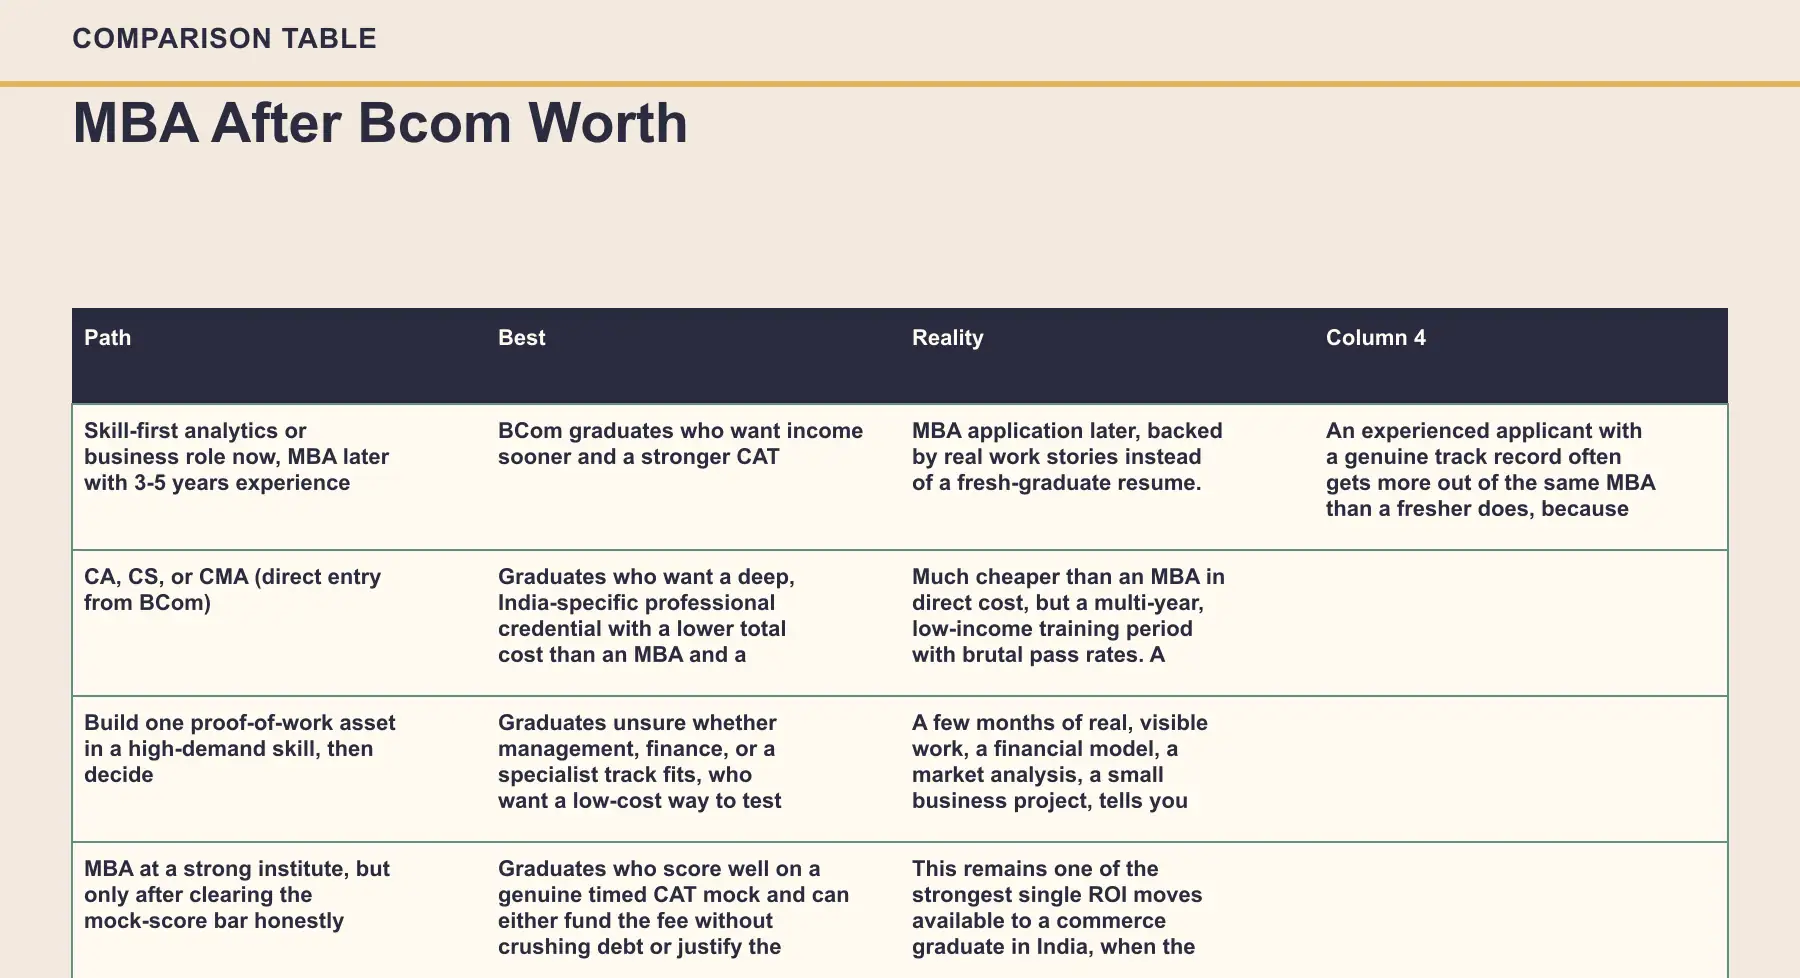 COMPARISON TABLE
MBA After Bcom Worth
Path Best Reality Column 4
Skill-first analytics or
business role now, MBA later
with 3-5 years experience
BCom graduates who want income
sooner and a stronger CAT
MBA application later, backed
by real work stories instead
of a fresh-graduate resume.
An experienced applicant with
a genuine track record often
gets more out of the same MBA
than a fresher does, because
CA, CS, or CMA (direct entry
from BCom)
Graduates who want a deep,
India-specific professional
credential with a lower total
cost than an MBA and a
Much cheaper than an MBA in
direct cost, but a multi-year,
low-income training period
with brutal pass rates. A
Build one proof-of-work asset
in a high-demand skill, then
decide
Graduates unsure whether
management, finance, or a
specialist track fits, who
want a low-cost way to test
A few months of real, visible
work, a financial model, a
market analysis, a small
business project, tells you
MBA at a strong institute, but
only after clearing the
mock-score bar honestly
Graduates who score well on a
genuine timed CAT mock and can
either fund the fee without
crushing debt or justify the
This remains one of the
strongest single ROI moves
available to a commerce
graduate in India, when the